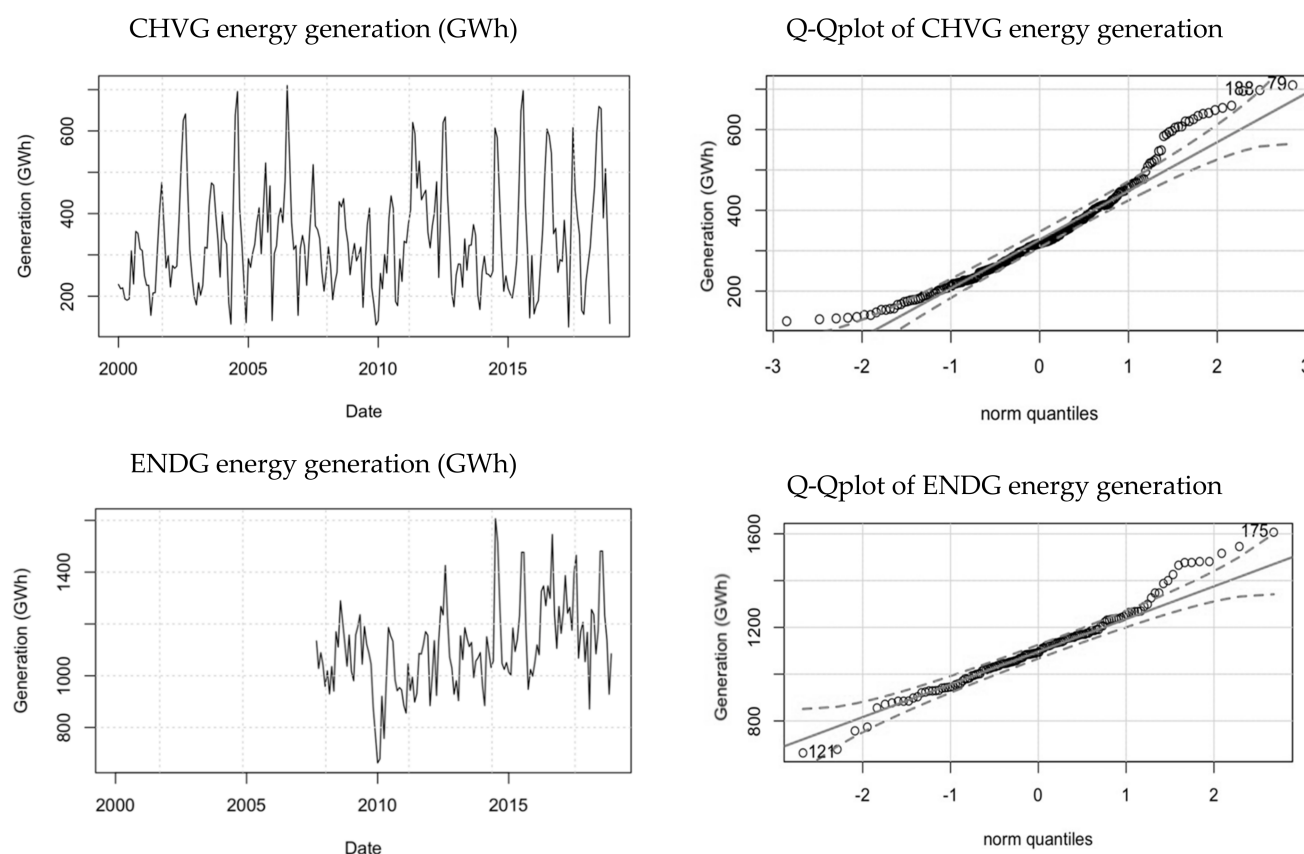 CHVG energy generation (GWh)
Generation (GWh)
600
400
200
2000 2005 2010 2015
Date
Q-Qplot of CHVG energy generation
188 79
Generation (GWh)
600
400
200
-3 -2 -1 0 1 2 3
norm quantiles
ENDG energy generation (GWh)
Generation (GWh)
1400
1000
800
2000 2005 2010 2015
Date
Q-Qplot of ENDG energy generation
175
Generation (GWh)
1600
1200
800
121
-2 -1 0 1 2
norm quantiles